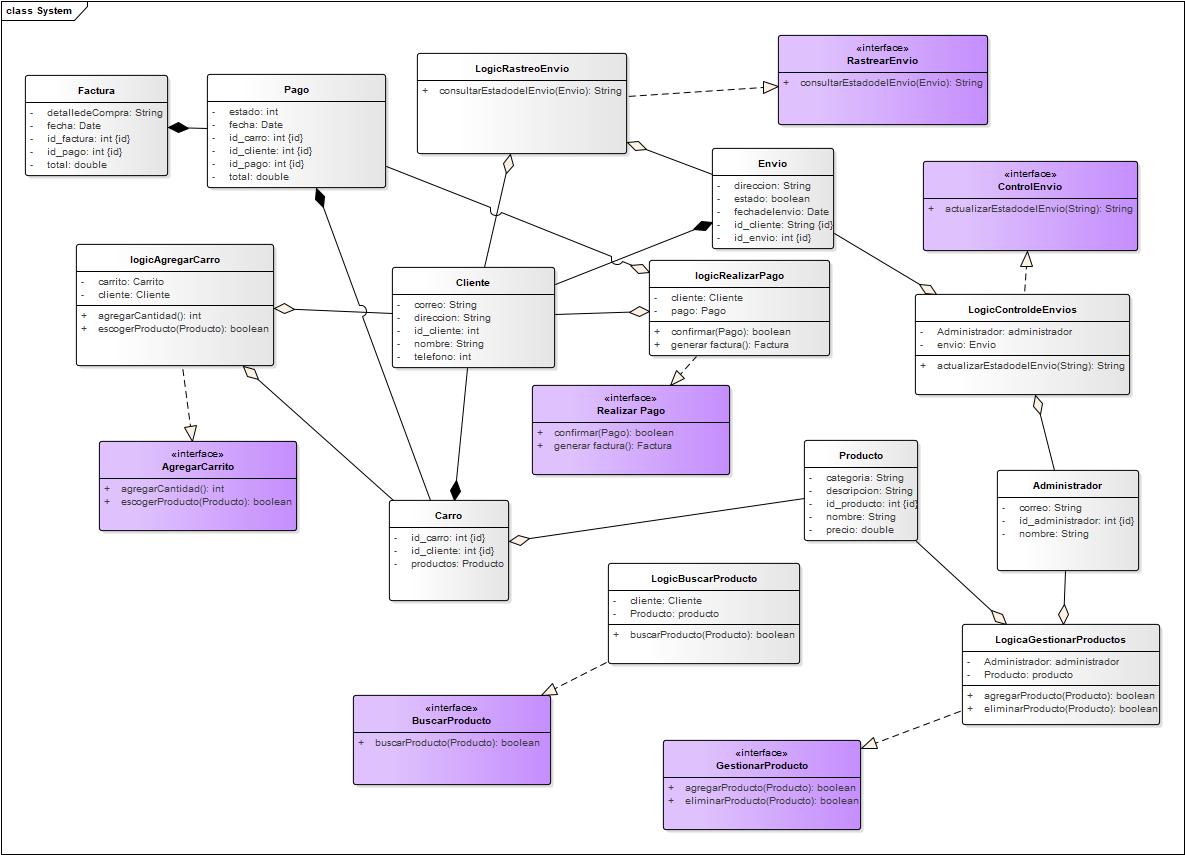 class System
Factura
- detalledeCompra: String
- fecha: Date
- id_factura: int {id}
- id_pago: int {id}
- total: double
Pago
- estado: int
- fecha: Date
- id_carro: int {id}
- id_cliente: int {id}
- id_pago: int {id}
- total: double
LogicRastreoEnvio
+ consultarEstadodelEnvio(Envio): String
«interface»
RastrearEnvio
+ consultarEstadodelEnvio(Envio): String
Envio
- direccion: String
- estado: boolean
- fechadelenvio: Date
- id_cliente: String {id}
- id_envio: int {id}
«interface»
ControlEnvio
+ actualizarEstadodelEnvio(String): String
logicAgregarCarro
- carrito: Carrito
- cliente: Cliente
+ agregarCantidad(): int
+ escogerProducto(Producto): boolean
Cliente
- correo: String
- direccion: String
- id_cliente: int
- nombre: String
- telefono: int
logicRealizarPago
- cliente: Cliente
- pago: Pago
+ confirmar(Pago): boolean
+ generar factura(): Factura
LogicControldeEnvios
- Administrador: administrador
- envio: Envio
+ actualizarEstadodelEnvio(String): String
«interface»
Realizar Pago
+ confirmar(Pago): boolean
+ generar factura(): Factura
«interface»
AgregarCarrito
+ agregarCantidad(): int
+ escogerProducto(Producto): boolean
Producto
- categoria: String
- descripcion: String
- id_producto: int {id}
- nombre: String
- precio: double
Administrador
- correo: String
- id_administrador: int {id}
- nombre: String
Carro
- id_carro: int {id}
- id_cliente: int {id}
- productos: Producto
LogicBuscarProducto
- cliente: Cliente
- Producto: producto
+ buscarProducto(Producto): boolean
LogicaGestionarProductos
- Administrador: administrador
- Producto: producto
+ agregarProducto(Producto): boolean
+ eliminarProducto(Producto): boolean
«interface»
BuscarProducto
+ buscarProducto(Producto): boolean
«interface»
GestionarProducto
+ agregarProducto(Producto): boolean
+ eliminarProducto(Producto): boolean